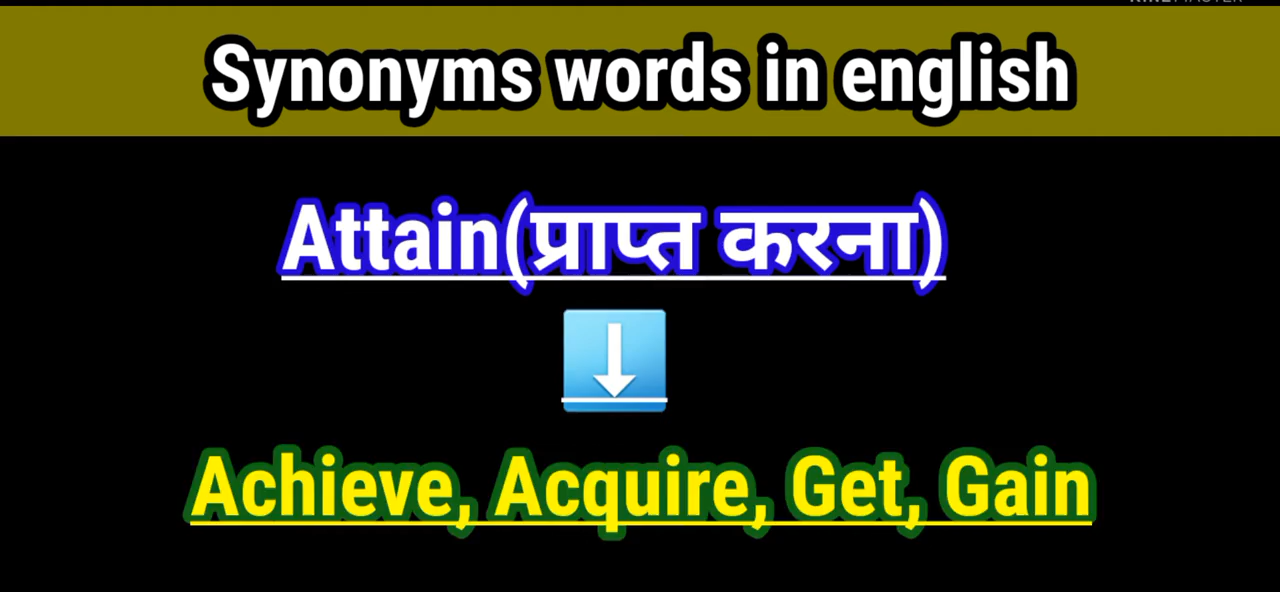 Synonyms words in english
Attain(प्राप्त करना)
Achieve, Acquire, Get, Gain